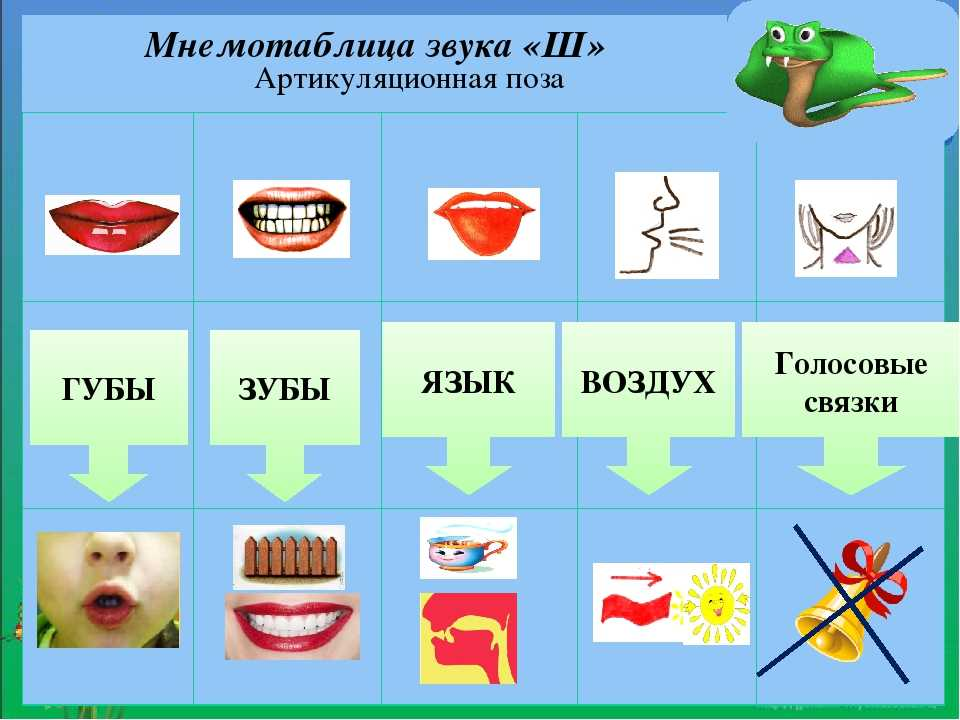 Мнемотаблица звука «Ш»
Артикуляционная поза
ГУБЫ
ЗУБЫ
ЯЗЫК
ВОЗДУХ
Голосовые
связки